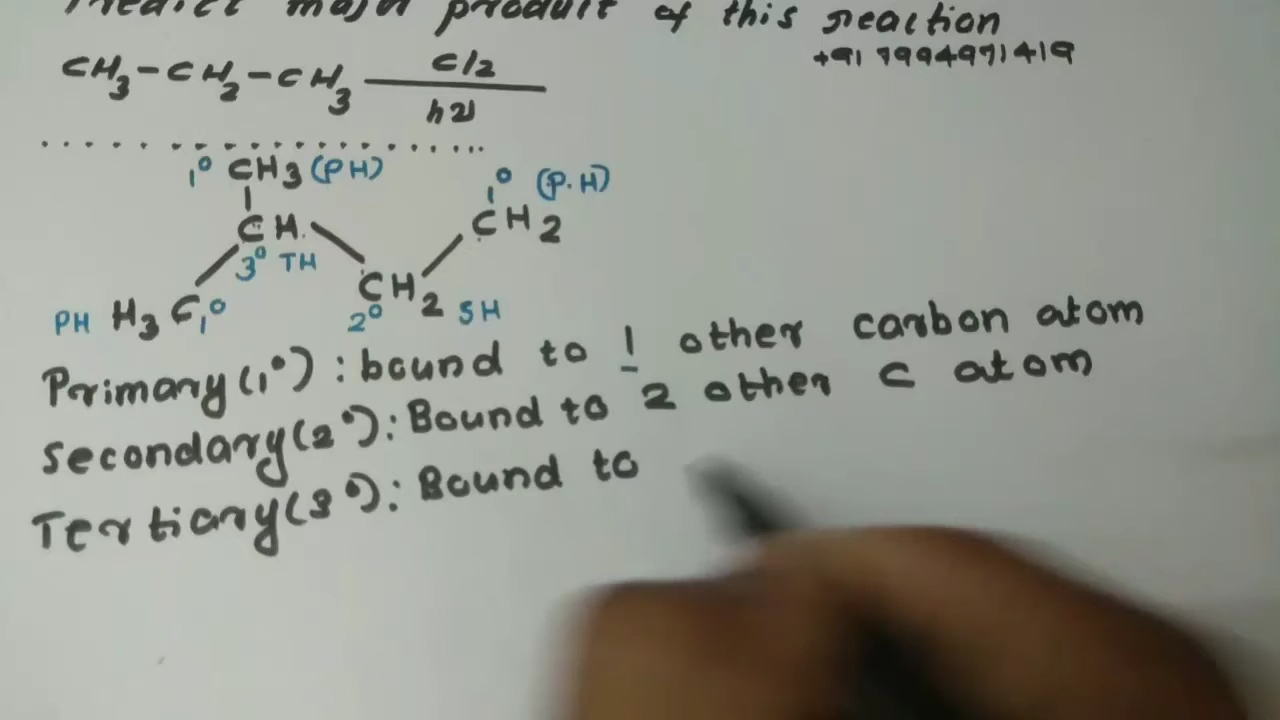 Predict major product of this reaction
+91 7994971419
CH3-CH2-CH3 Cl2
hν
1° CH3 (PH)
1° (P.H)
CH
CH2
3° TH
CH2
PH H3C 1°
2° SH
Primary(1°): bound to 1 other carbon atom
Secondary(2°): Bound to 2 other C atom
Tertiary(3°): Bound to